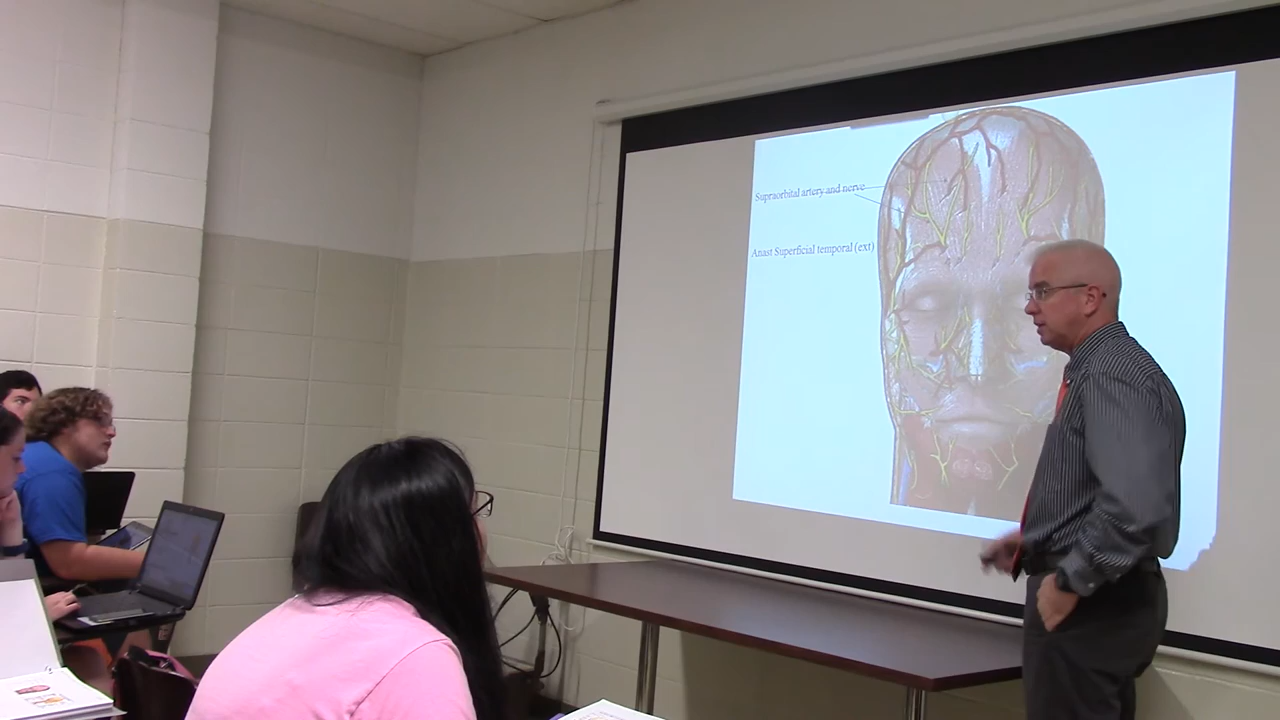 Supraorbital artery and nerve
Anast Superficial temporal (ext)